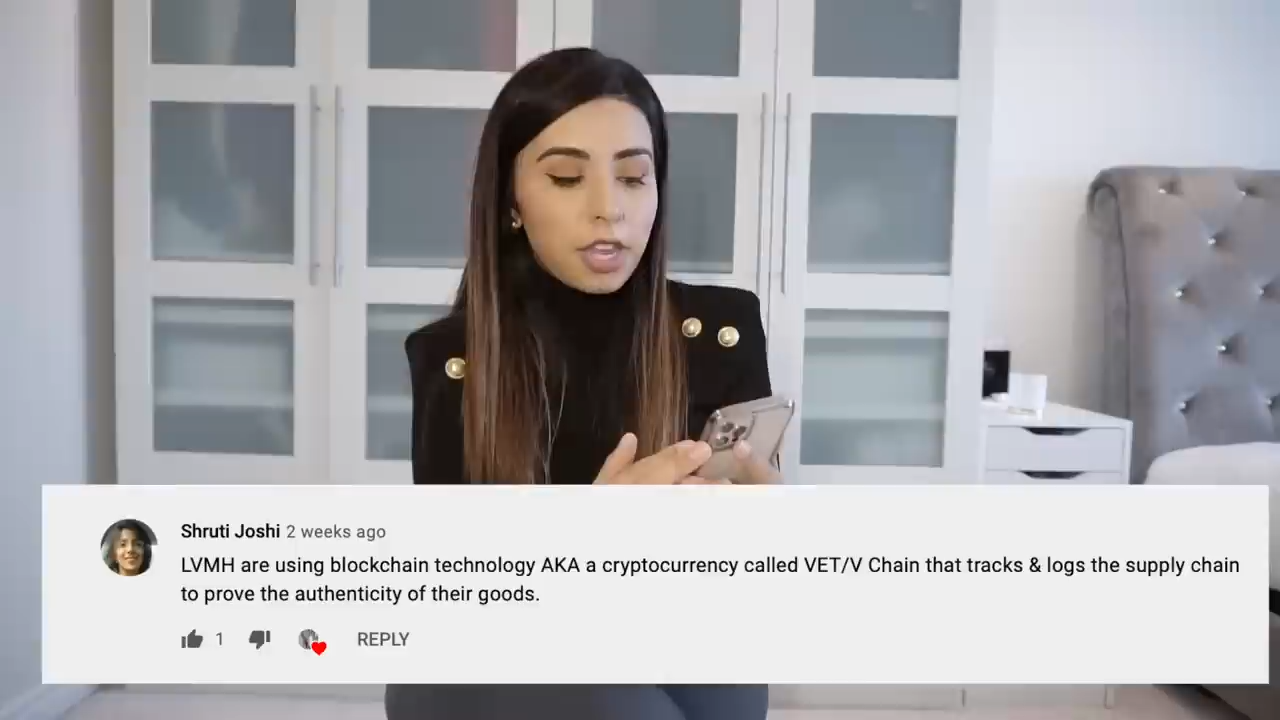 Shruti Joshi 2 weeks ago
LVMH are using blockchain technology AKA a cryptocurrency called VET/V Chain that tracks & logs the supply chain
to prove the authenticity of their goods.
1 REPLY